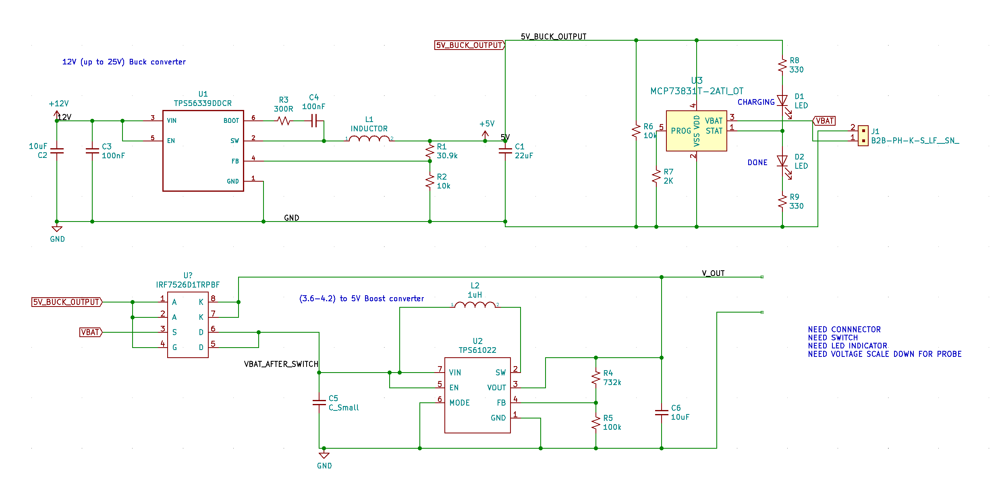 5V_BUCK_OUTPUT
5V_BUCK_OUTPUT
12V (up to 25V) Buck converter
R8
330
U3
MCP73831T-2ATI_OT
U1
TPS56339DDCR
R3
300R
C4
100nF
CHARGING
D1
LED
+12V
12V
4
L1
INDUCTOR
+5V
3
VIN
BOOT
6
VBAT
3
VBAT
VDD
R6
10k
5
PROG
STAT
1
2
J1
1
B2B-PH-K-S_LF__SN_
5
EN
SW
2
1
2
5V
VSS
10uF
C2
C3
100nF
R1
30.9k
C1
22uF
2
D2
LED
DONE
FB
4
R7
2K
GND
1
R2
10k
R9
330
GND
GND
U?
IRF7526D1TRPBF
V_OUT
L2
1uH
5V_BUCK_OUTPUT
1
A
K
8
(3.6-4.2) to 5V Boost converter
1
2
2
A
K
7
VBAT
3
S
D
6
4
G
D
5
NEED CONNNECTOR
NEED SWITCH
NEED LED INDICATOR
NEED VOLTAGE SCALE DOWN FOR PROBE
U2
TPS61022
VBAT_AFTER_SWITCH
7
VIN
SW
2
R4
732k
5
EN
VOUT
3
6
MODE
FB
4
C5
C_Small
GND
1
R5
100k
C6
10uF
GND